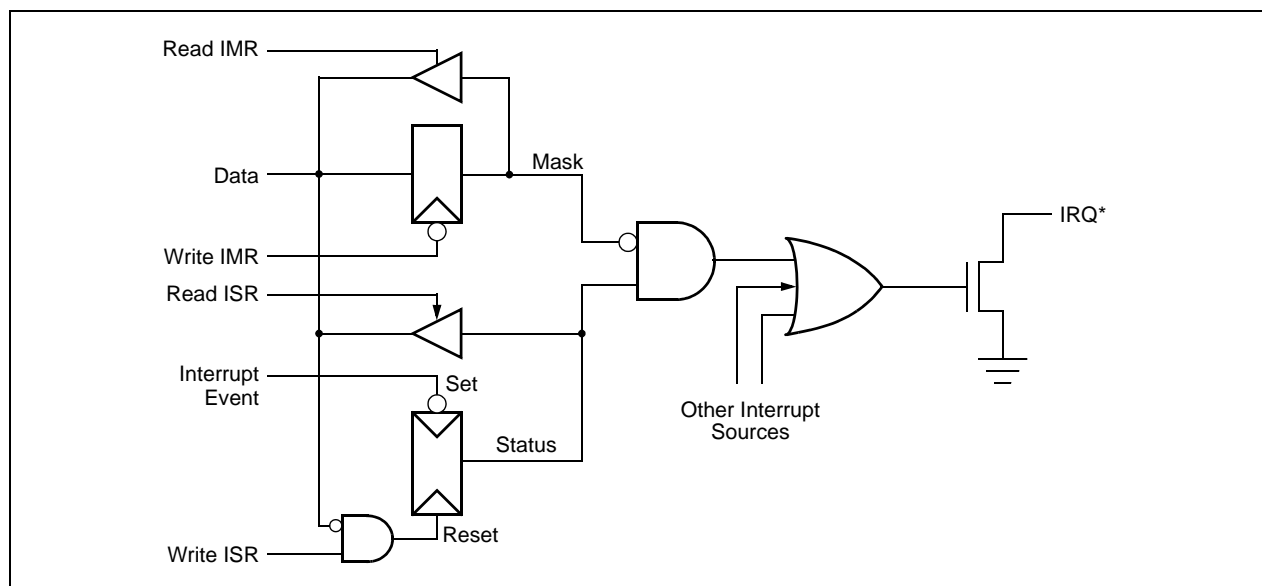 Read IMR
Data
Mask
IRQ*
Write IMR
Read ISR
Interrupt
Event
Set
Other Interrupt
Sources
Status
Reset
Write ISR